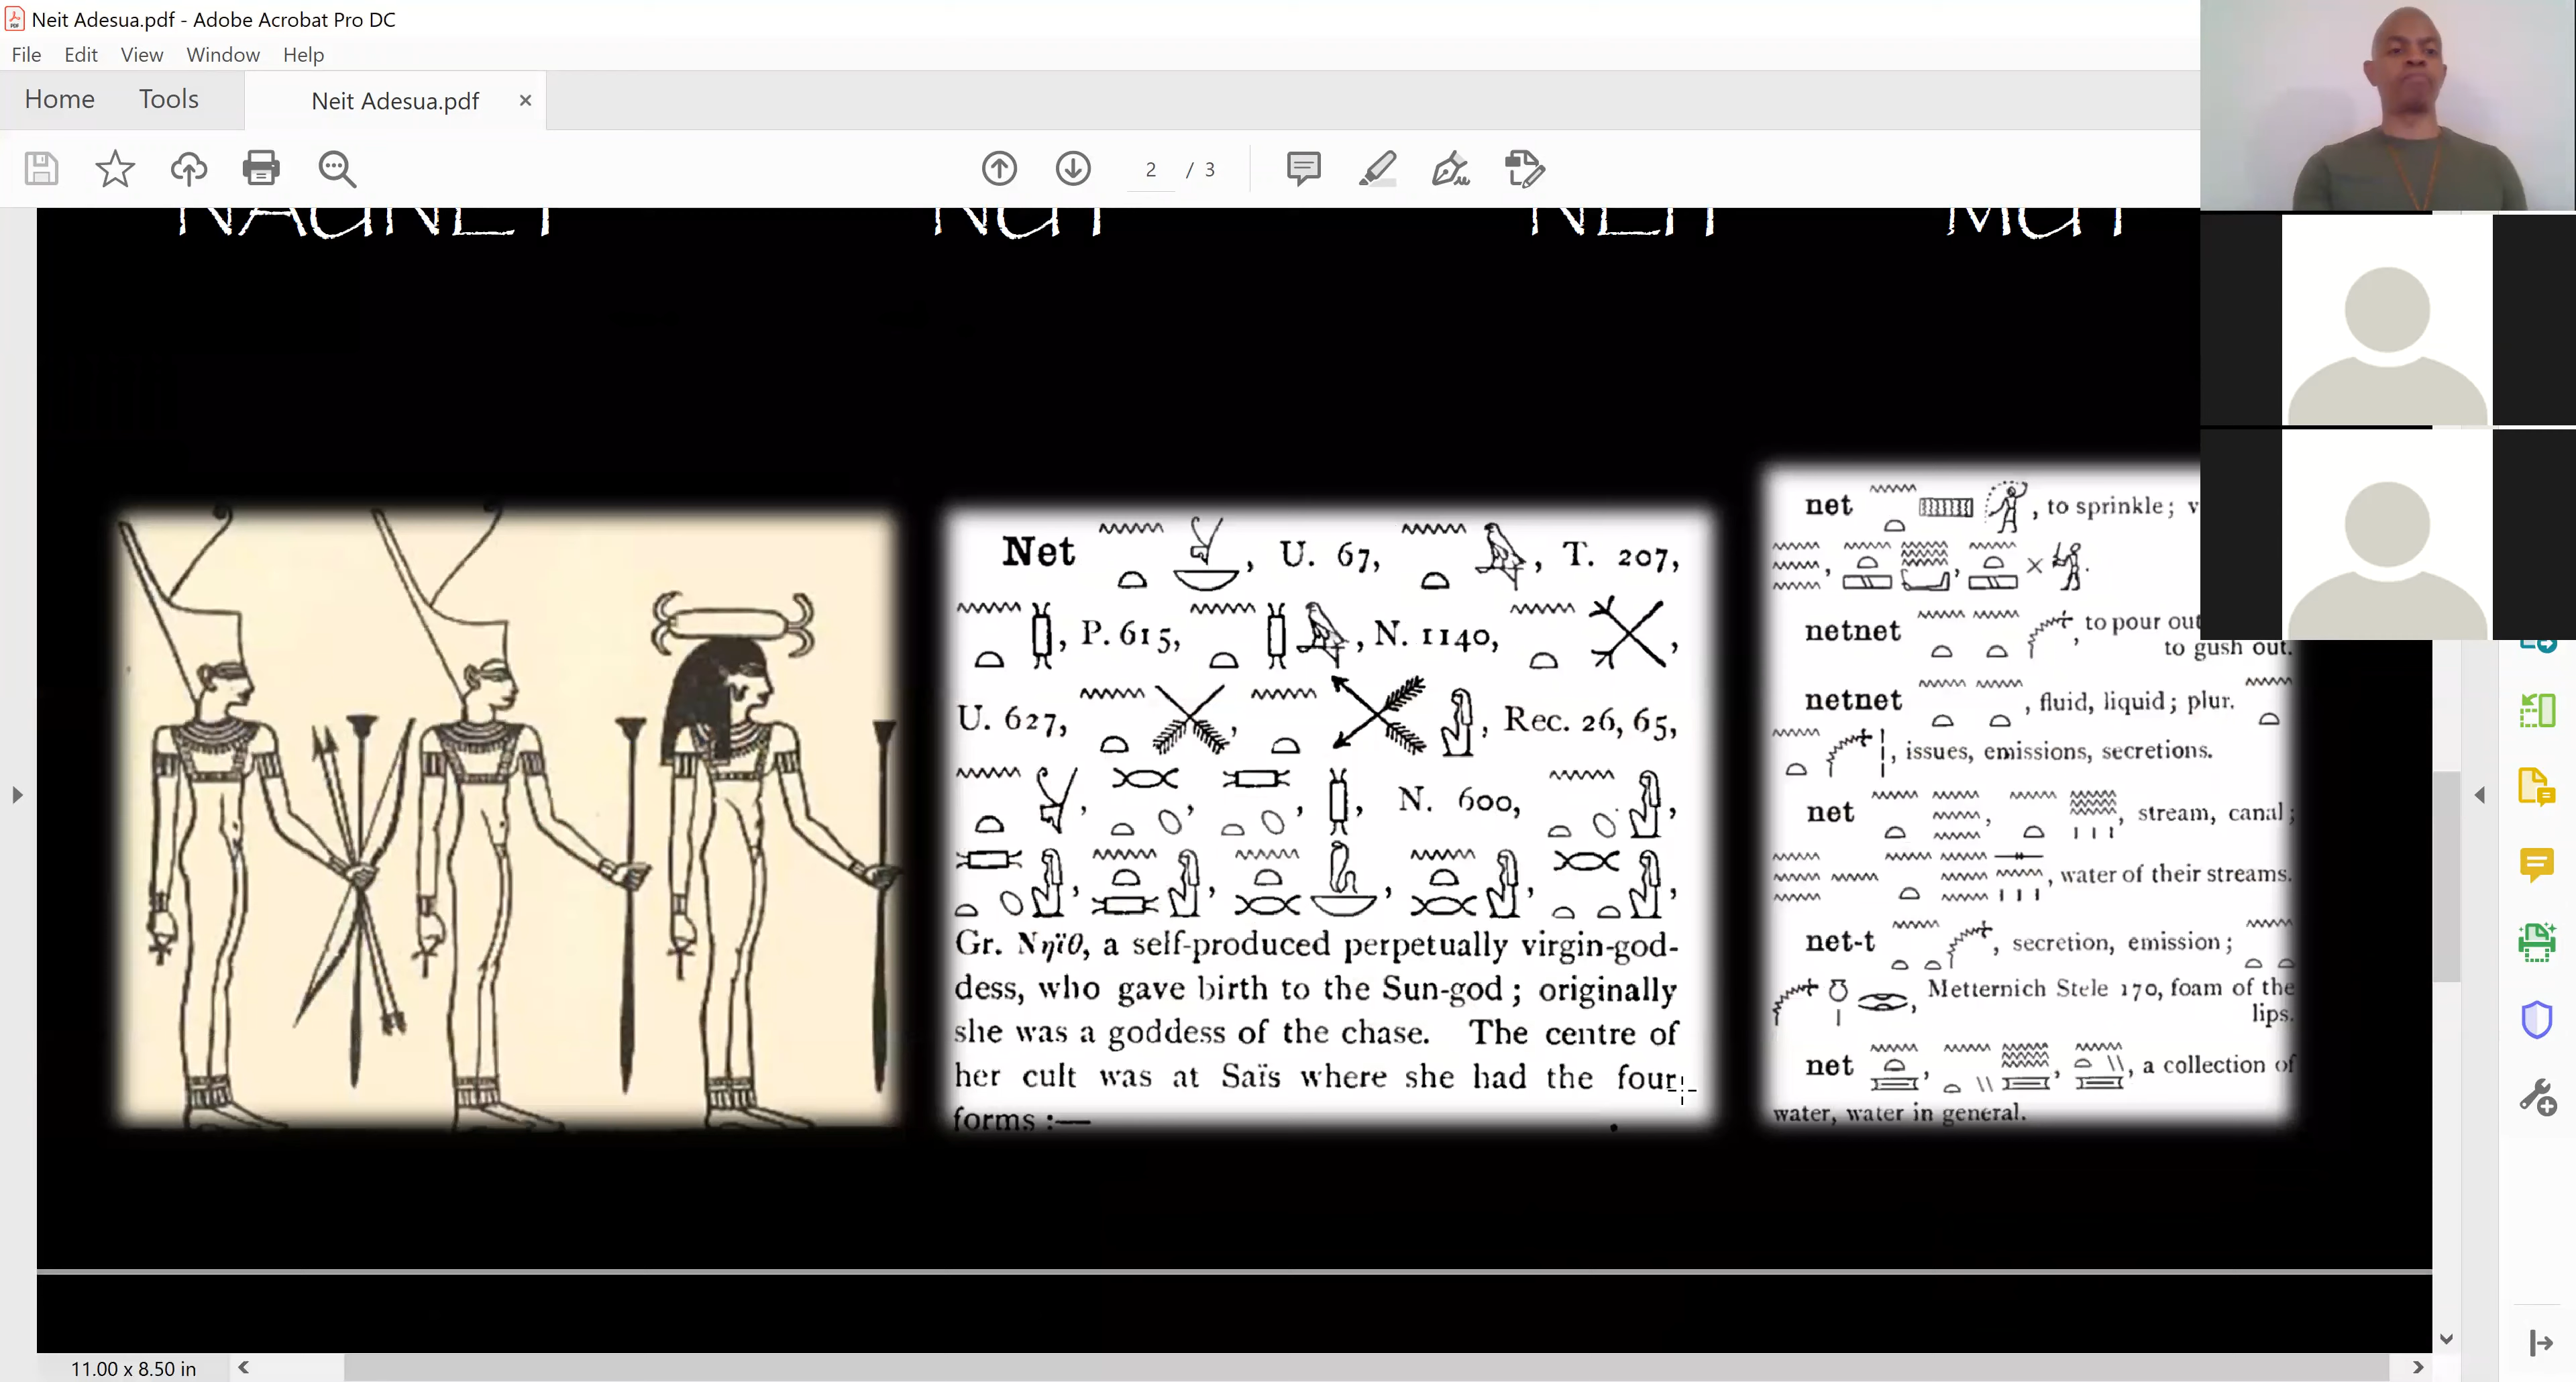 Neit Adesua.pdf - Adobe Acrobat Pro DC
File Edit View Window Help
Home Tools Neit Adesua.pdf ×
2 / 3
NAUNET NUT NEIT MUT
Net , U. 67, , T. 207,
, P. 615, , N. 1140, ,
U. 627, , , Rec. 26, 65,
, , , , N. 600, ,
, , , , ,
Gr. Νηΐθ, a self-produced perpetually virgin-god-
dess, who gave birth to the Sun-god ; originally
she was a goddess of the chase. The centre of
her cult was at Saïs where she had the four
forms :—
net , to sprinkle ;
, , × .
netnet , to pour out
to gush out.
netnet , fluid, liquid ; plur.
, issues, emissions, secretions.
net , , stream, canal ;
, water of their streams.
net-t , secretion, emission ;
, Metternich Stele 170, foam of the
lips.
net , , , a collection of
water, water in general.
11.00 x 8.50 in